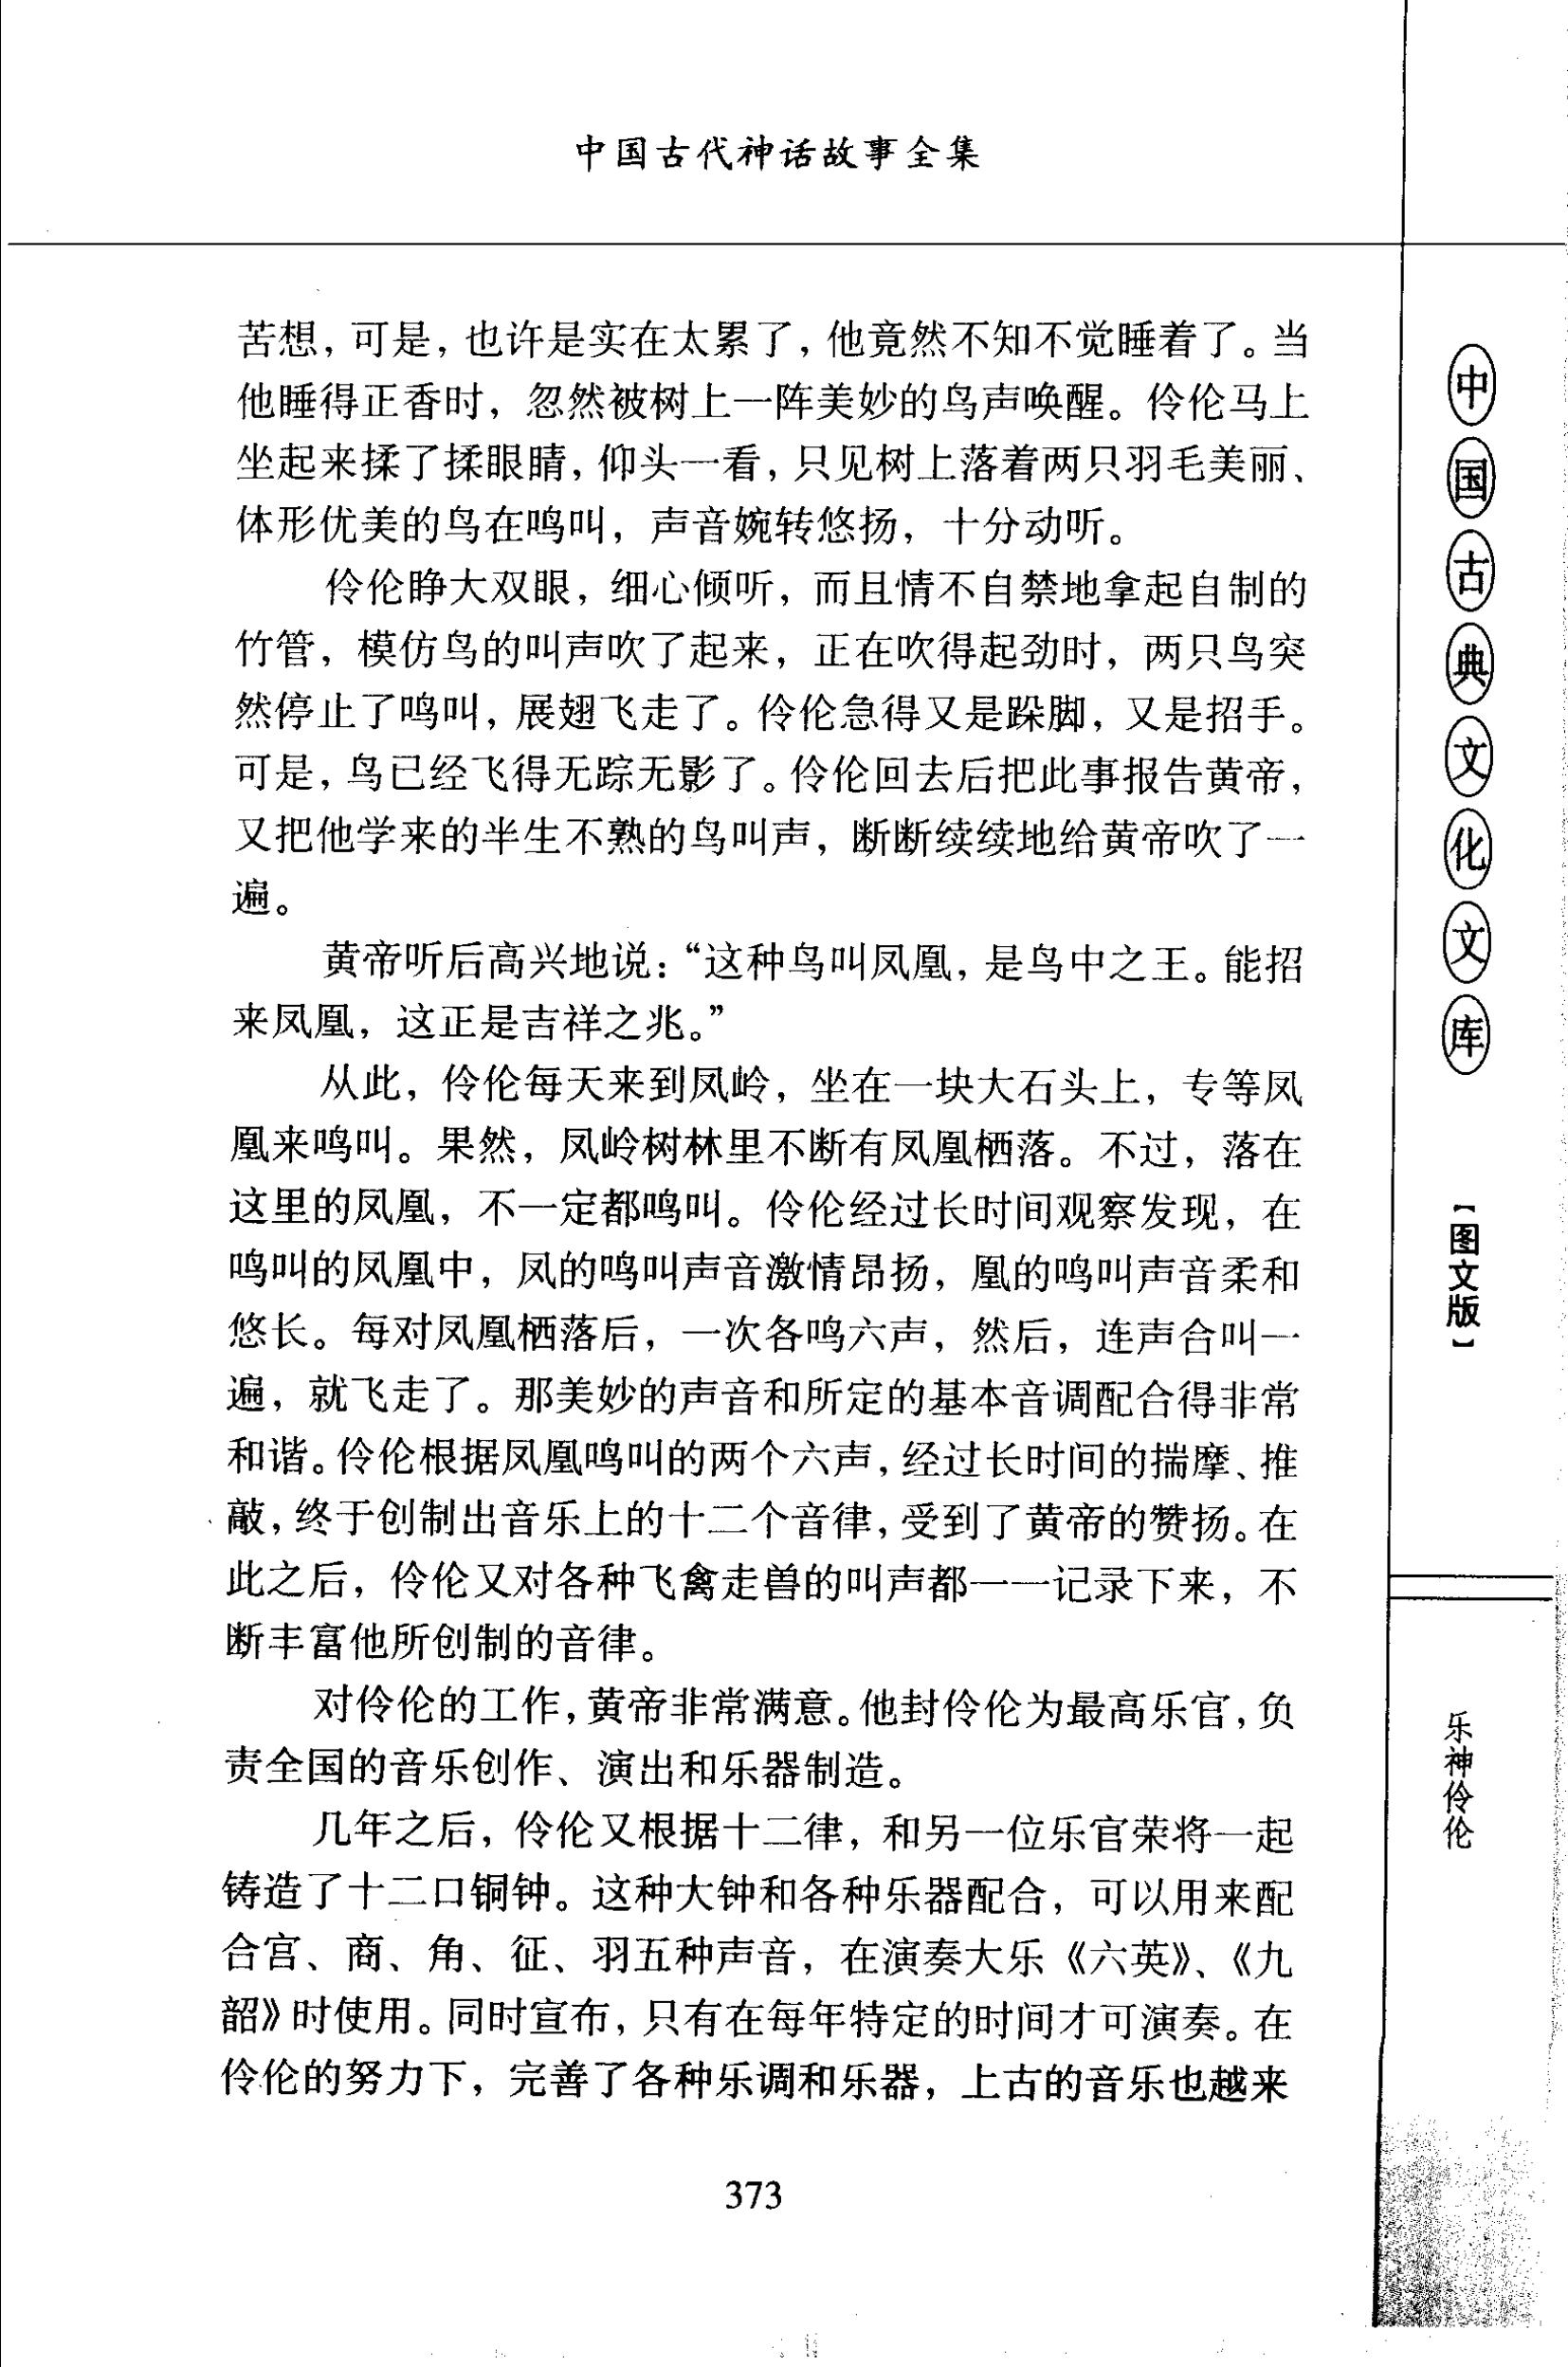 中国古代神话故事全集
苦想，可是，也许是实在太累了，他竟然不知不觉睡着了。当
他睡得正香时，忽然被树上一阵美妙的鸟声唤醒。伶伦马上
坐起来揉了揉眼睛，仰头一看，只见树上落着两只羽毛美丽、
体形优美的鸟在鸣叫，声音婉转悠扬，十分动听。
伶伦睁大双眼，细心倾听，而且情不自禁地拿起自制的
竹管，模仿鸟的叫声吹了起来，正在吹得起劲时，两只鸟突
然停止了鸣叫，展翅飞走了。伶伦急得又是跺脚，又是招手。
可是，鸟已经飞得无踪无影了。伶伦回去后把此事报告黄帝，
又把他学来的半生不熟的鸟叫声，断断续续地给黄帝吹了一
遍。
黄帝听后高兴地说：“这种鸟叫凤凰，是鸟中之王。能招
来凤凰，这正是吉祥之兆。”
从此，伶伦每天来到凤岭，坐在一块大石头上，专等凤
凰来鸣叫。果然，凤岭树林里不断有凤凰栖落。不过，落在
这里的凤凰，不一定都鸣叫。伶伦经过长时间观察发现，在
鸣叫的凤凰中，凤的鸣叫声音激情昂扬，凰的鸣叫声音柔和
悠长。每对凤凰栖落后，一次各鸣六声，然后，连声合叫一
遍，就飞走了。那美妙的声音和所定的基本音调配合得非常
和谐。伶伦根据凤凰鸣叫的两个六声，经过长时间的揣摩、推
敲，终于创制出音乐上的十二个音律，受到了黄帝的赞扬。在
此之后，伶伦又对各种飞禽走兽的叫声都一一记录下来，不
断丰富他所创制的音律。
对伶伦的工作，黄帝非常满意。他封伶伦为最高乐官，负
责全国的音乐创作、演出和乐器制造。
几年之后，伶伦又根据十二律，和另一位乐官荣将一起
铸造了十二口铜钟。这种大钟和各种乐器配合，可以用来配
合宫、商、角、征、羽五种声音，在演奏大乐《六英》、《九
韶》时使用。同时宣布，只有在每年特定的时间才可演奏。在
伶伦的努力下，完善了各种乐调和乐器，上古的音乐也越来
373
中国古典文化文库
【图文版】
乐神伶伦